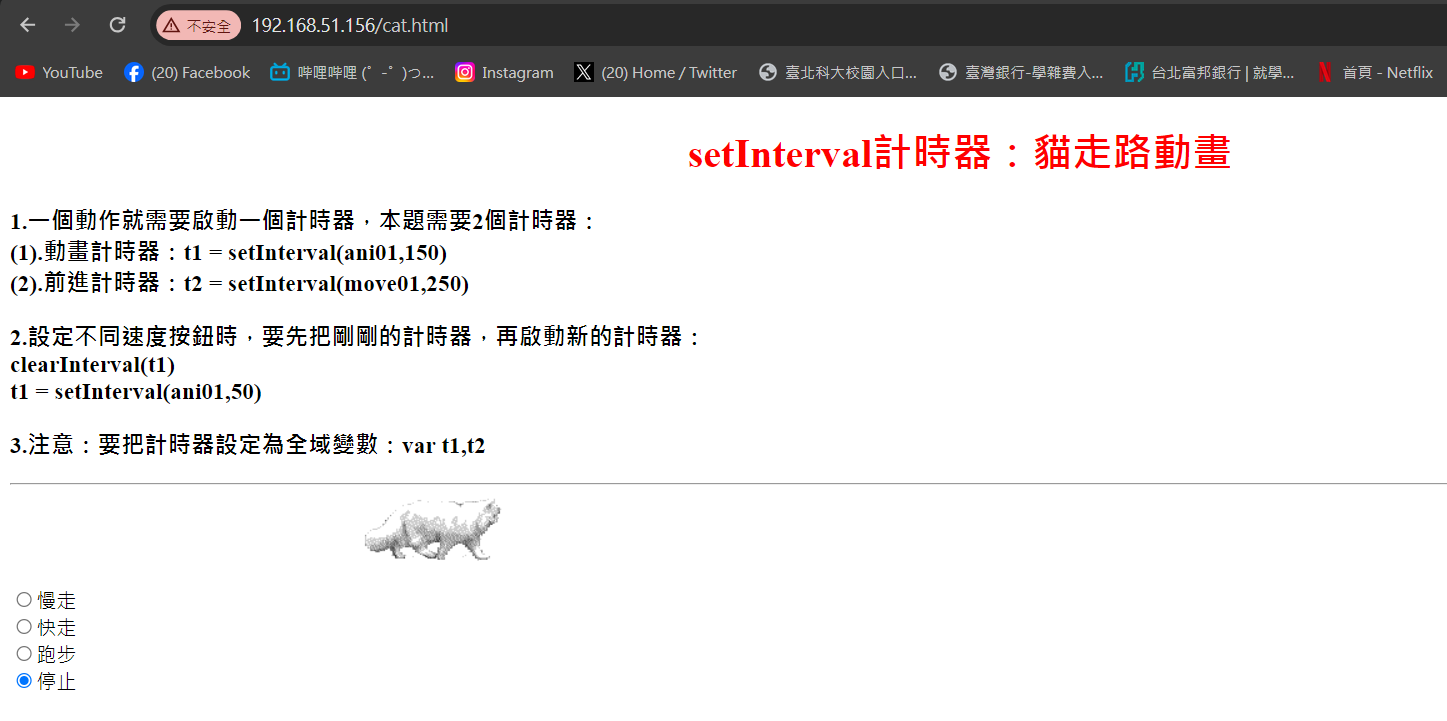 不安全 192.168.51.156/cat.html
YouTube (20) Facebook 哔哩哔哩 (゜-゜)つ... Instagram (20) Home / Twitter 臺北科大校園入口... 臺灣銀行-學雜費入... 台北富邦銀行 | 就學... 首頁 - Netflix
setInterval計時器：貓走路動畫
1.一個動作就需要啟動一個計時器，本題需要2個計時器：
(1).動畫計時器：t1 = setInterval(ani01,150)
(2).前進計時器：t2 = setInterval(move01,250)
2.設定不同速度按鈕時，要先把剛剛的計時器，再啟動新的計時器：
clearInterval(t1)
t1 = setInterval(ani01,50)
3.注意：要把計時器設定為全域變數：var t1,t2
慢走
快走
跑步
停止